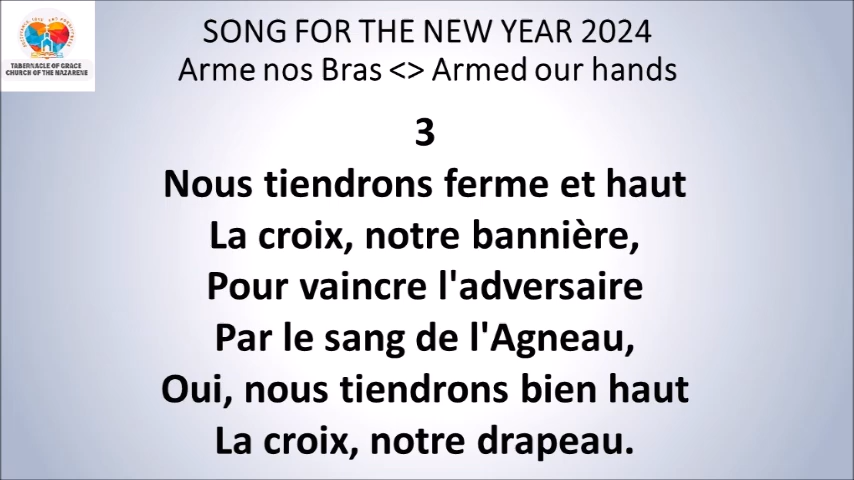 TABERNACLE OF GRACE
CHURCH OF THE NAZARENE
SONG FOR THE NEW YEAR 2024
Arme nos Bras <> Armed our hands
3
Nous tiendrons ferme et haut
La croix, notre bannière,
Pour vaincre l'adversaire
Par le sang de l'Agneau,
Oui, nous tiendrons bien haut
La croix, notre drapeau.